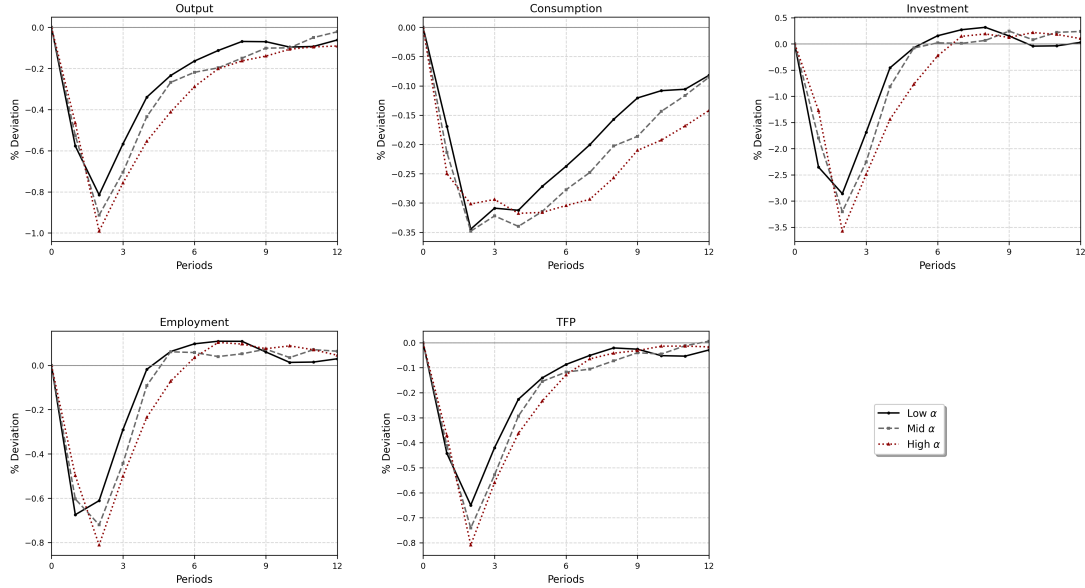 Output
% Deviation
0.0
−0.2
−0.4
−0.6
−0.8
−1.0
0 3 6 9 12
Periods
Consumption
% Deviation
0.00
−0.05
−0.10
−0.15
−0.20
−0.25
−0.30
−0.35
0 3 6 9 12
Periods
Investment
% Deviation
0.5
0.0
−0.5
−1.0
−1.5
−2.0
−2.5
−3.0
−3.5
0 3 6 9 12
Periods
Employment
% Deviation
0.0
−0.2
−0.4
−0.6
−0.8
0 3 6 9 12
Periods
TFP
% Deviation
0.0
−0.1
−0.2
−0.3
−0.4
−0.5
−0.6
−0.7
−0.8
0 3 6 9 12
Periods
Low α
Mid α
High α